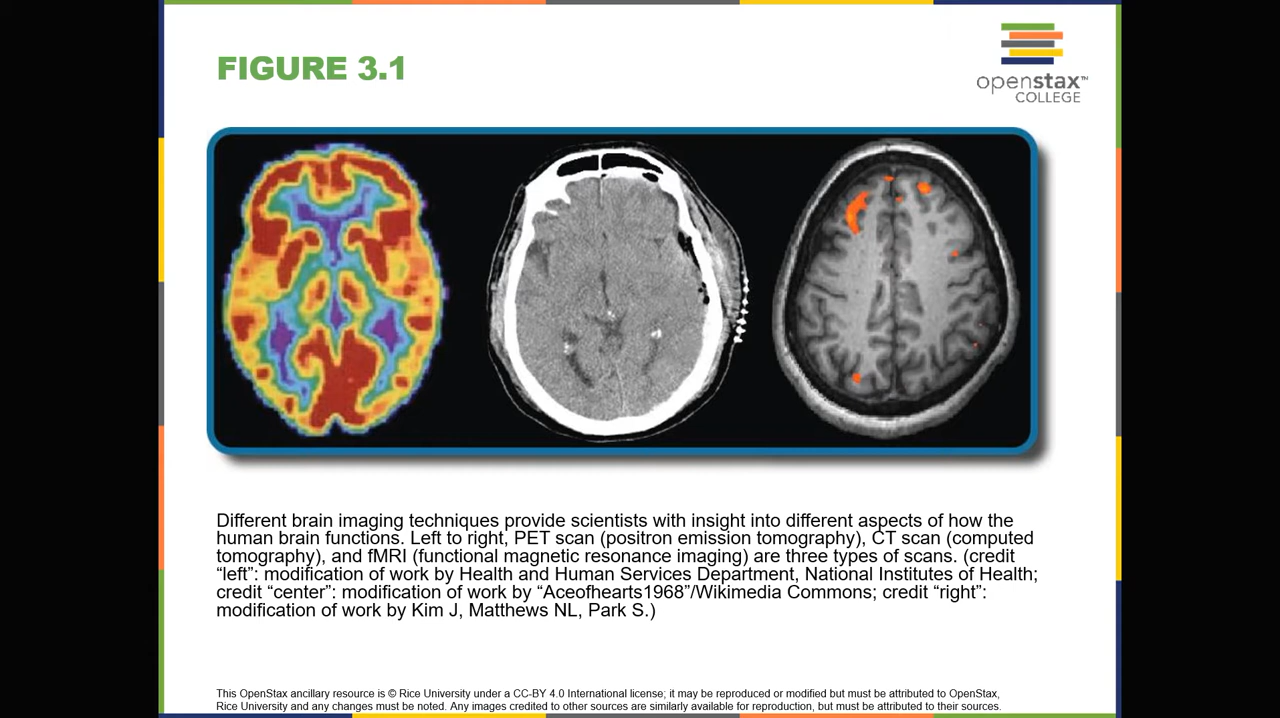 FIGURE 3.1
openstax™
COLLEGE
Different brain imaging techniques provide scientists with insight into different aspects of how the
human brain functions. Left to right, PET scan (positron emission tomography), CT scan (computed
tomography), and fMRI (functional magnetic resonance imaging) are three types of scans. (credit
“left”: modification of work by Health and Human Services Department, National Institutes of Health;
credit “center”: modification of work by “Aceofhearts1968”/Wikimedia Commons; credit “right”:
modification of work by Kim J, Matthews NL, Park S.)
This OpenStax ancillary resource is © Rice University under a CC-BY 4.0 International license; it may be reproduced or modified but must be attributed to OpenStax,
Rice University and any changes must be noted. Any images credited to other sources are similarly available for reproduction, but must be attributed to their sources.